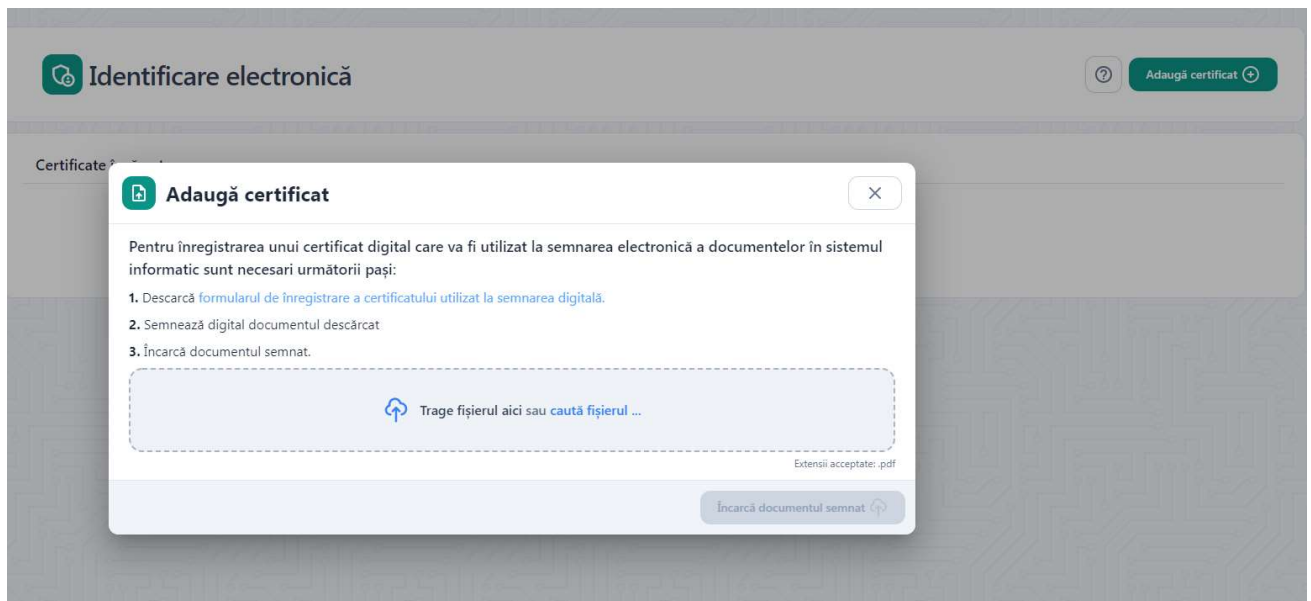 Identificare electronică
Adaugă certificat
Certificate
Adaugă certificat
Pentru înregistrarea unui certificat digital care va fi utilizat la semnarea electronică a documentelor în sistemul
informatic sunt necesari următorii pași:
1. Descarcă formularul de înregistrare a certificatului utilizat la semnarea digitală.
2. Semnează digital documentul descărcat
3. Încarcă documentul semnat.
Trage fișierul aici sau caută fișierul ...
Extensii acceptate: .pdf
Încarcă documentul semnat